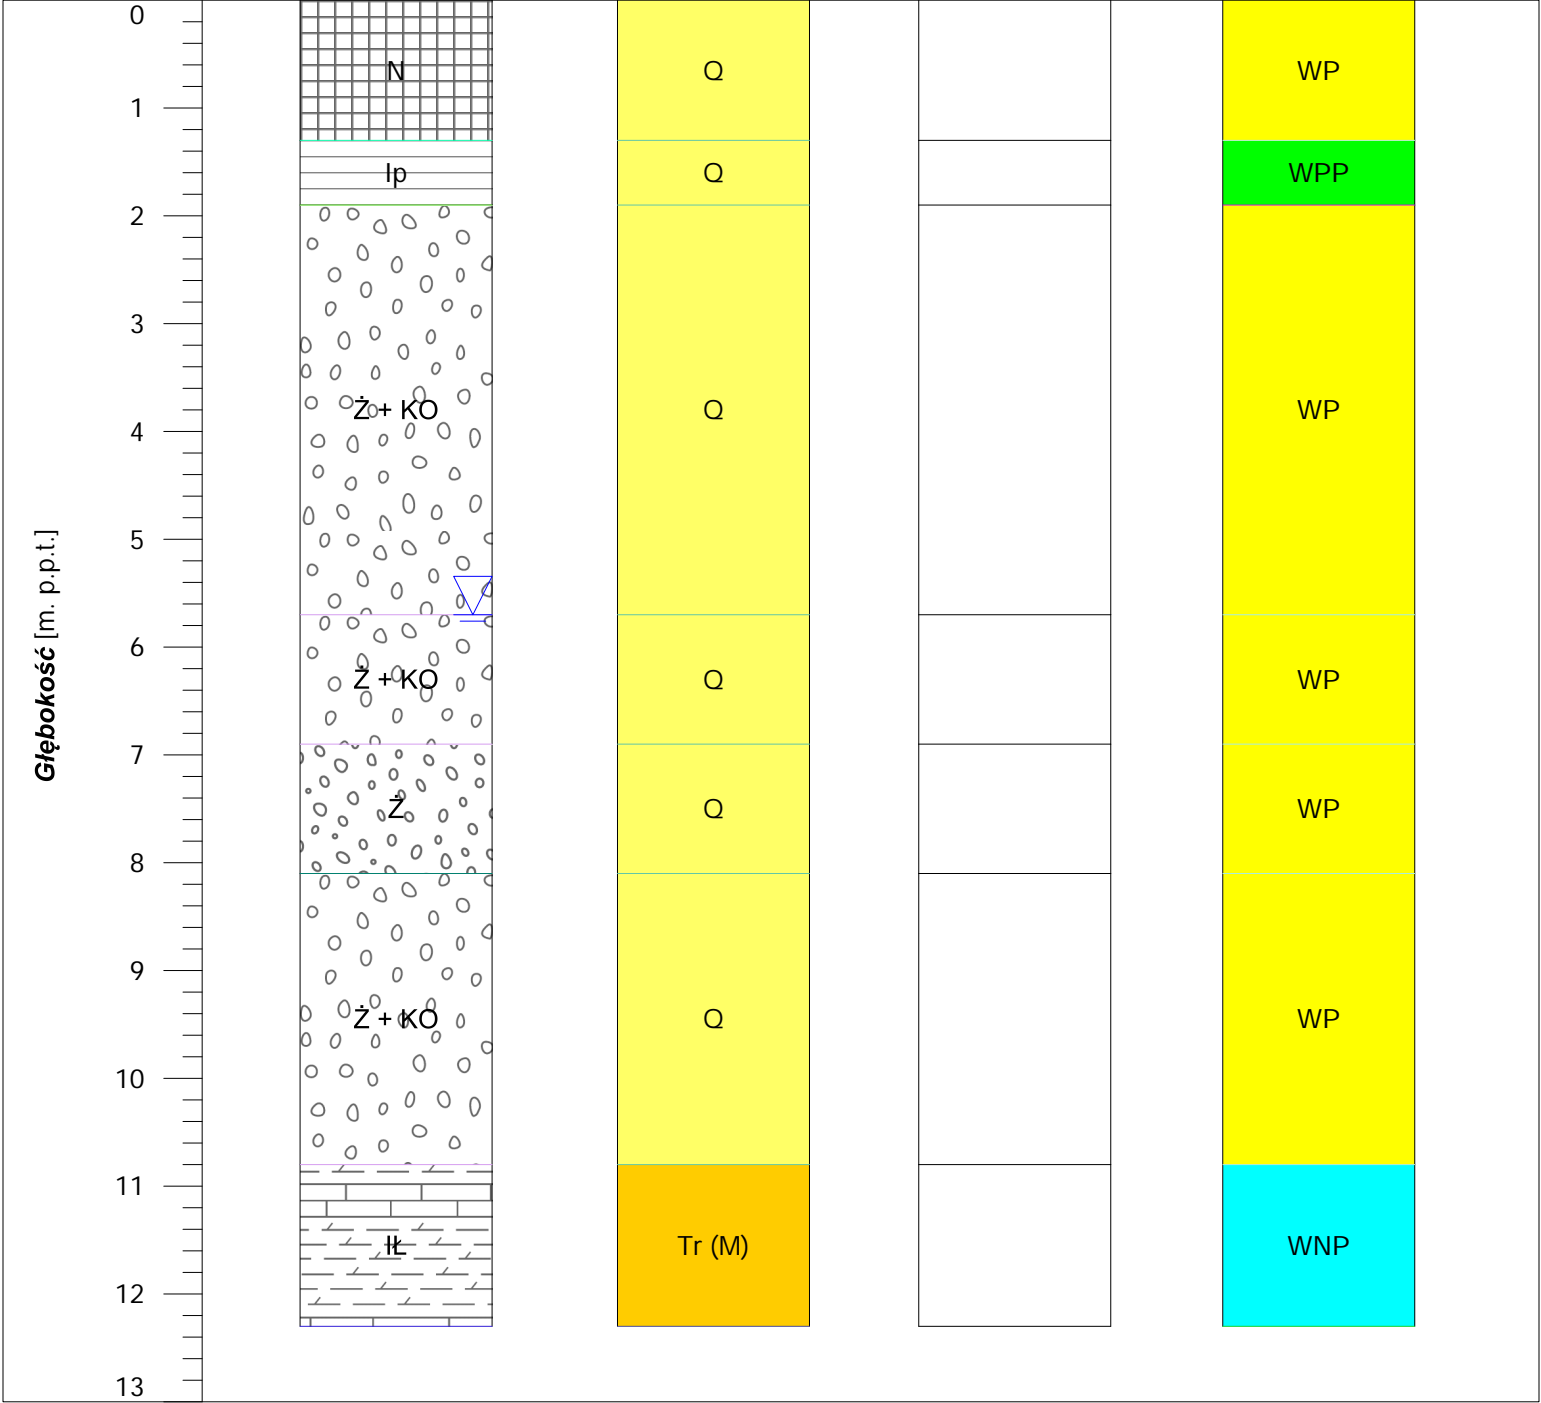 0
N Q WP
1
Ip Q WPP
2
3
Ż + KO Q WP
4
5
6
Ż + KO Q WP
7
Ż Q WP
8
9
Ż + KO Q WP
10
11
IŁ Tr (M) WNP
12
13
Głębokość [m. p.p.t.]